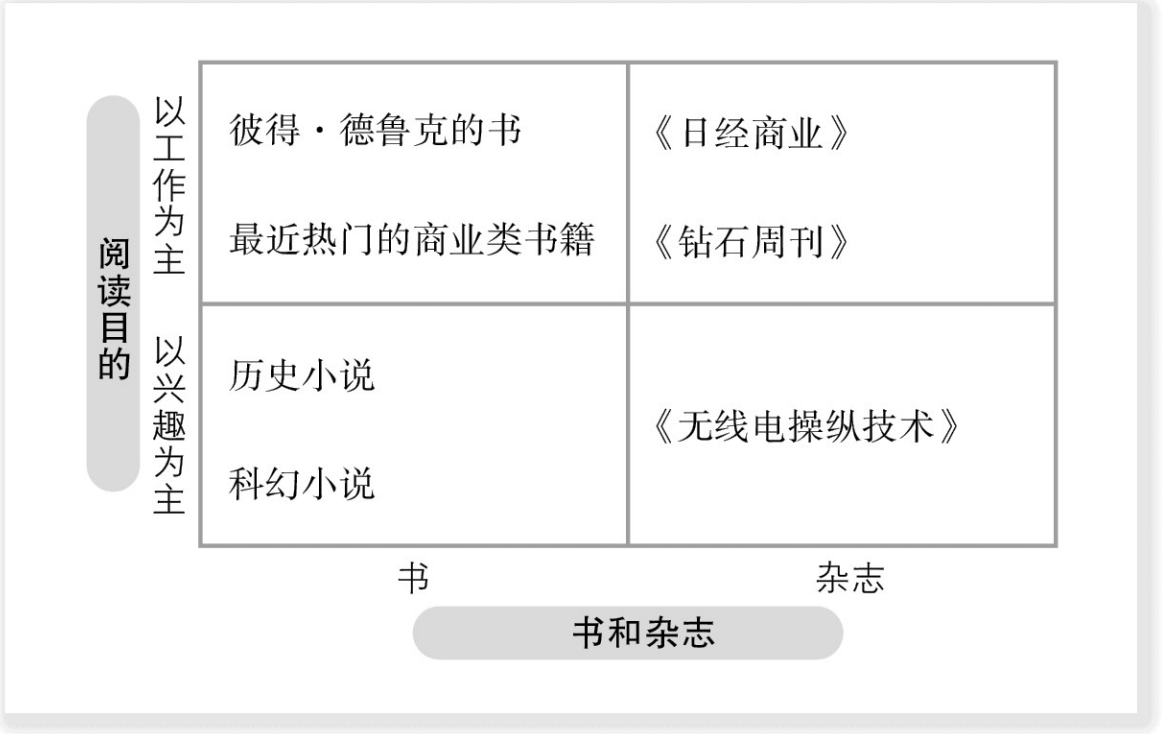 阅读目的
以工作为主
彼得·德鲁克的书
《日经商业》
最近热门的商业类书籍
《钻石周刊》
以兴趣为主
历史小说
《无线电操纵技术》
科幻小说
书
杂志
书和杂志